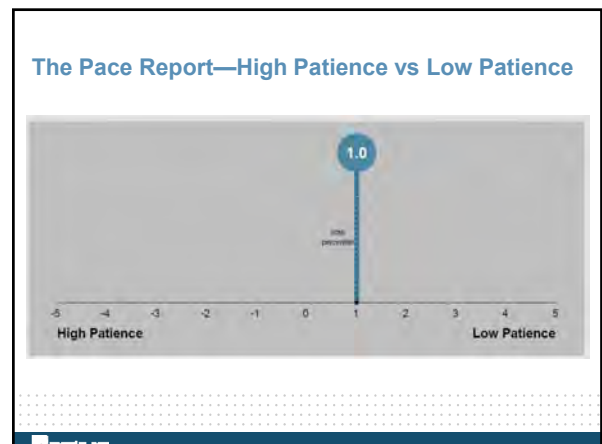 The Pace Report—High Patience vs Low Patience
1.0
-5 -4 -3 -2 -1 0 1 2 3 4 5
High Patience Low Patience